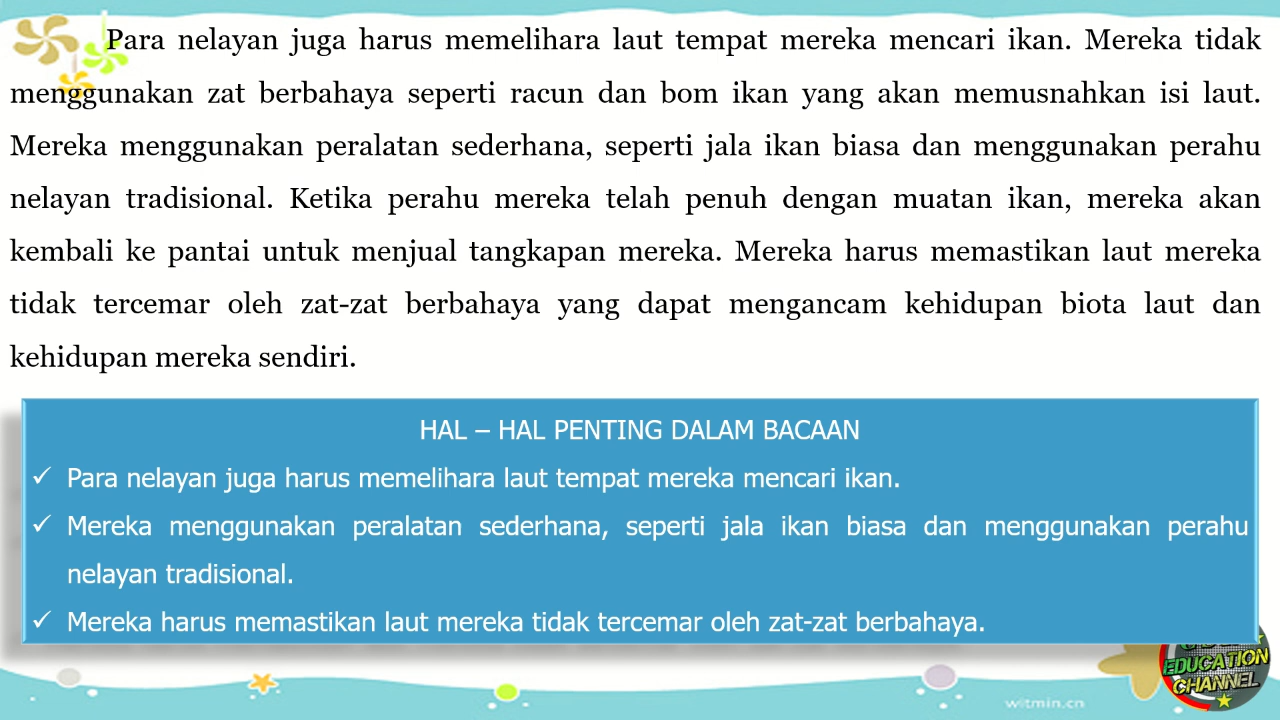 Para nelayan juga harus memelihara laut tempat mereka mencari ikan. Mereka tidak
menggunakan zat berbahaya seperti racun dan bom ikan yang akan memusnahkan isi laut.
Mereka menggunakan peralatan sederhana, seperti jala ikan biasa dan menggunakan perahu
nelayan tradisional. Ketika perahu mereka telah penuh dengan muatan ikan, mereka akan
kembali ke pantai untuk menjual tangkapan mereka. Mereka harus memastikan laut mereka
tidak tercemar oleh zat-zat berbahaya yang dapat mengancam kehidupan biota laut dan
kehidupan mereka sendiri.
HAL – HAL PENTING DALAM BACAAN
✓ Para nelayan juga harus memelihara laut tempat mereka mencari ikan.
✓ Mereka menggunakan peralatan sederhana, seperti jala ikan biasa dan menggunakan perahu
nelayan tradisional.
✓ Mereka harus memastikan laut mereka tidak tercemar oleh zat-zat berbahaya.
EDUCATION
CHANNEL
witmin.cn